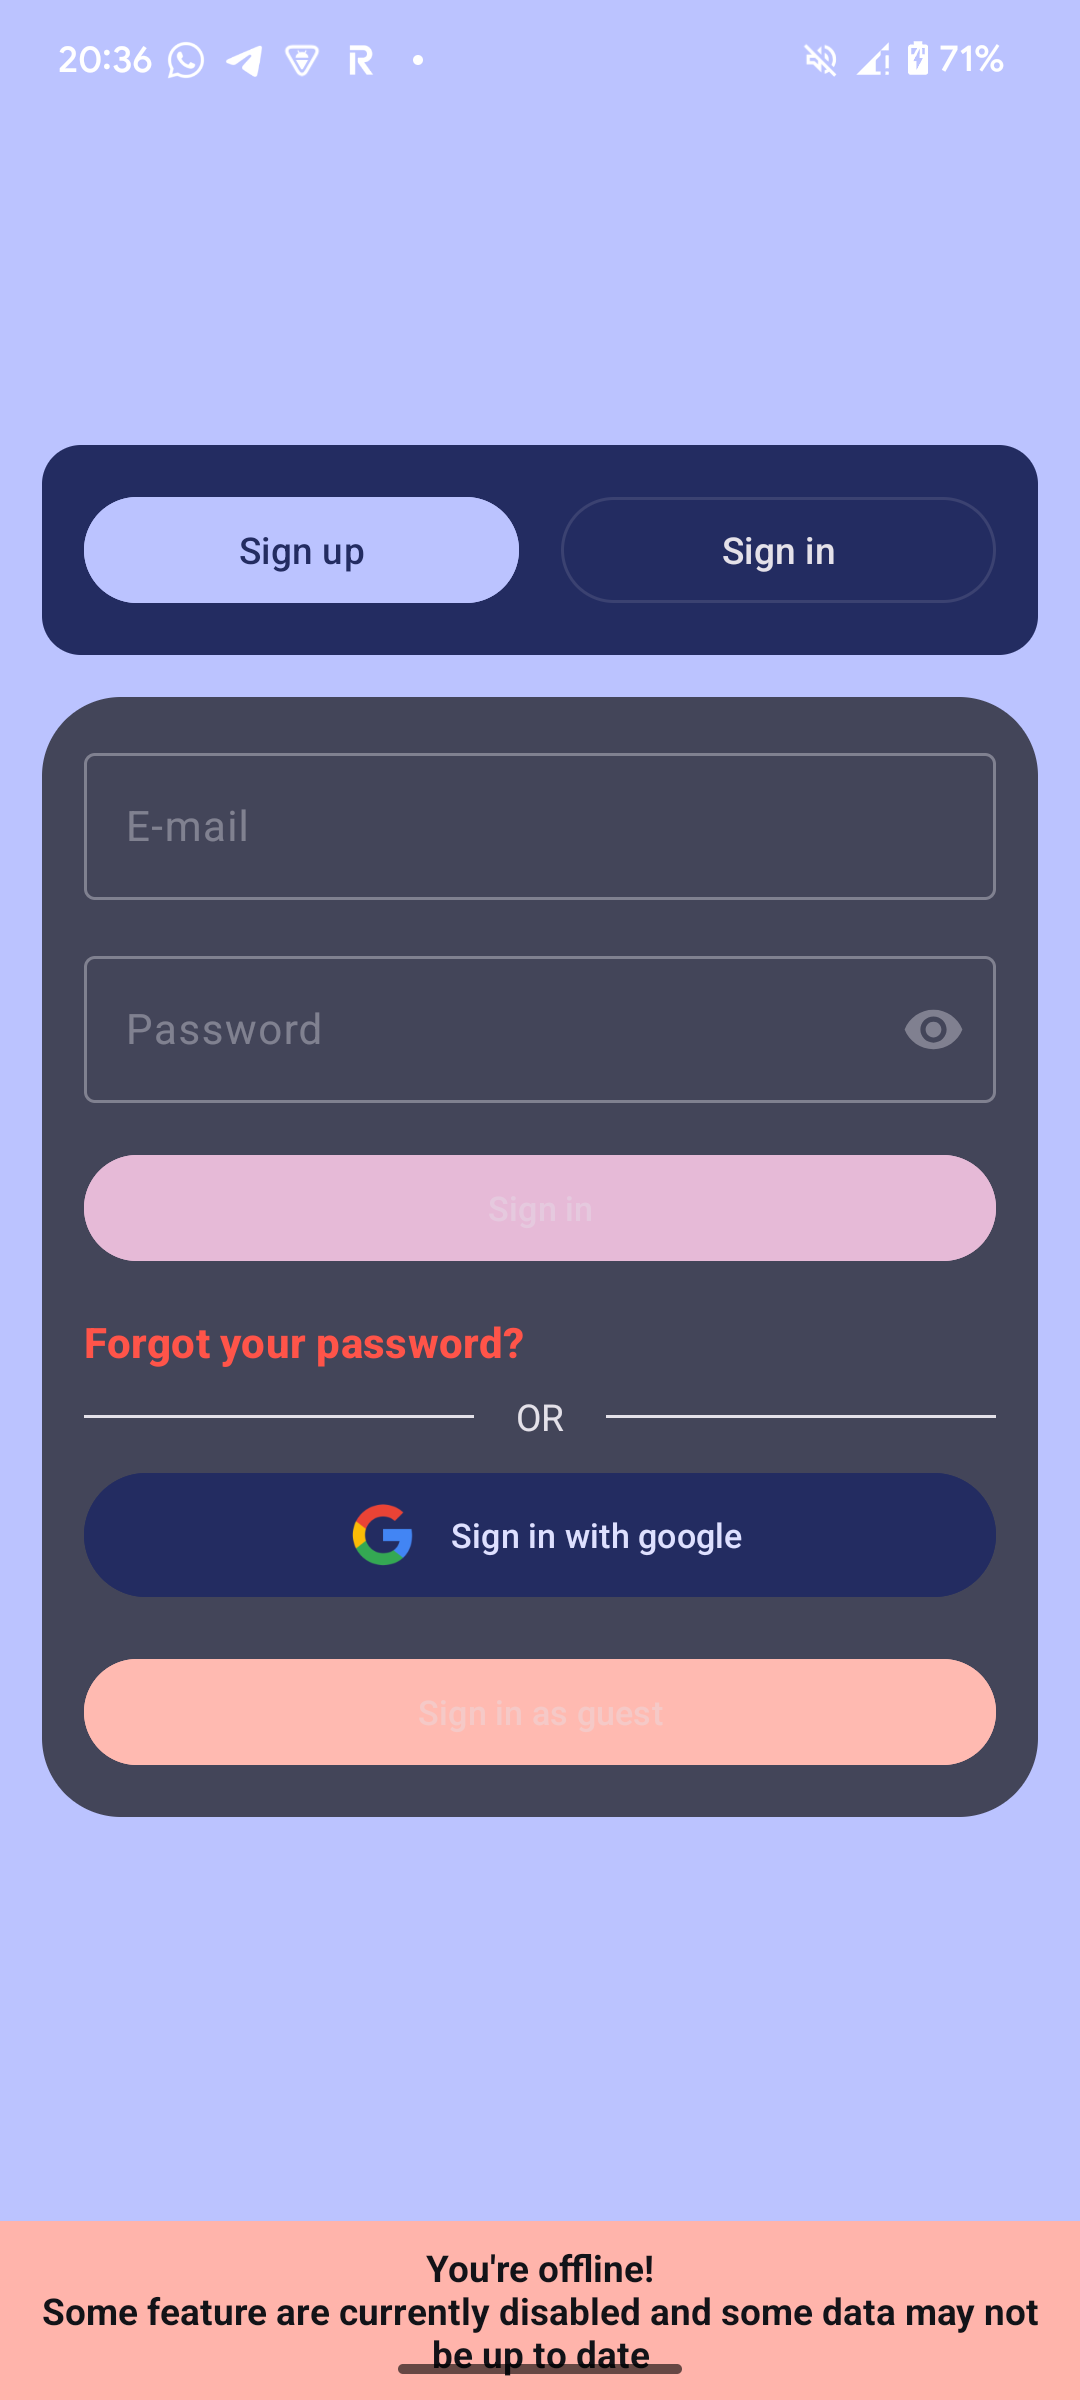 20:36
71%
Sign up
Sign in
E-mail
Password
Sign in
Forgot your password?
OR
Sign in with google
Sign in as guest
You're offline!
Some feature are currently disabled and some data may not
be up to date